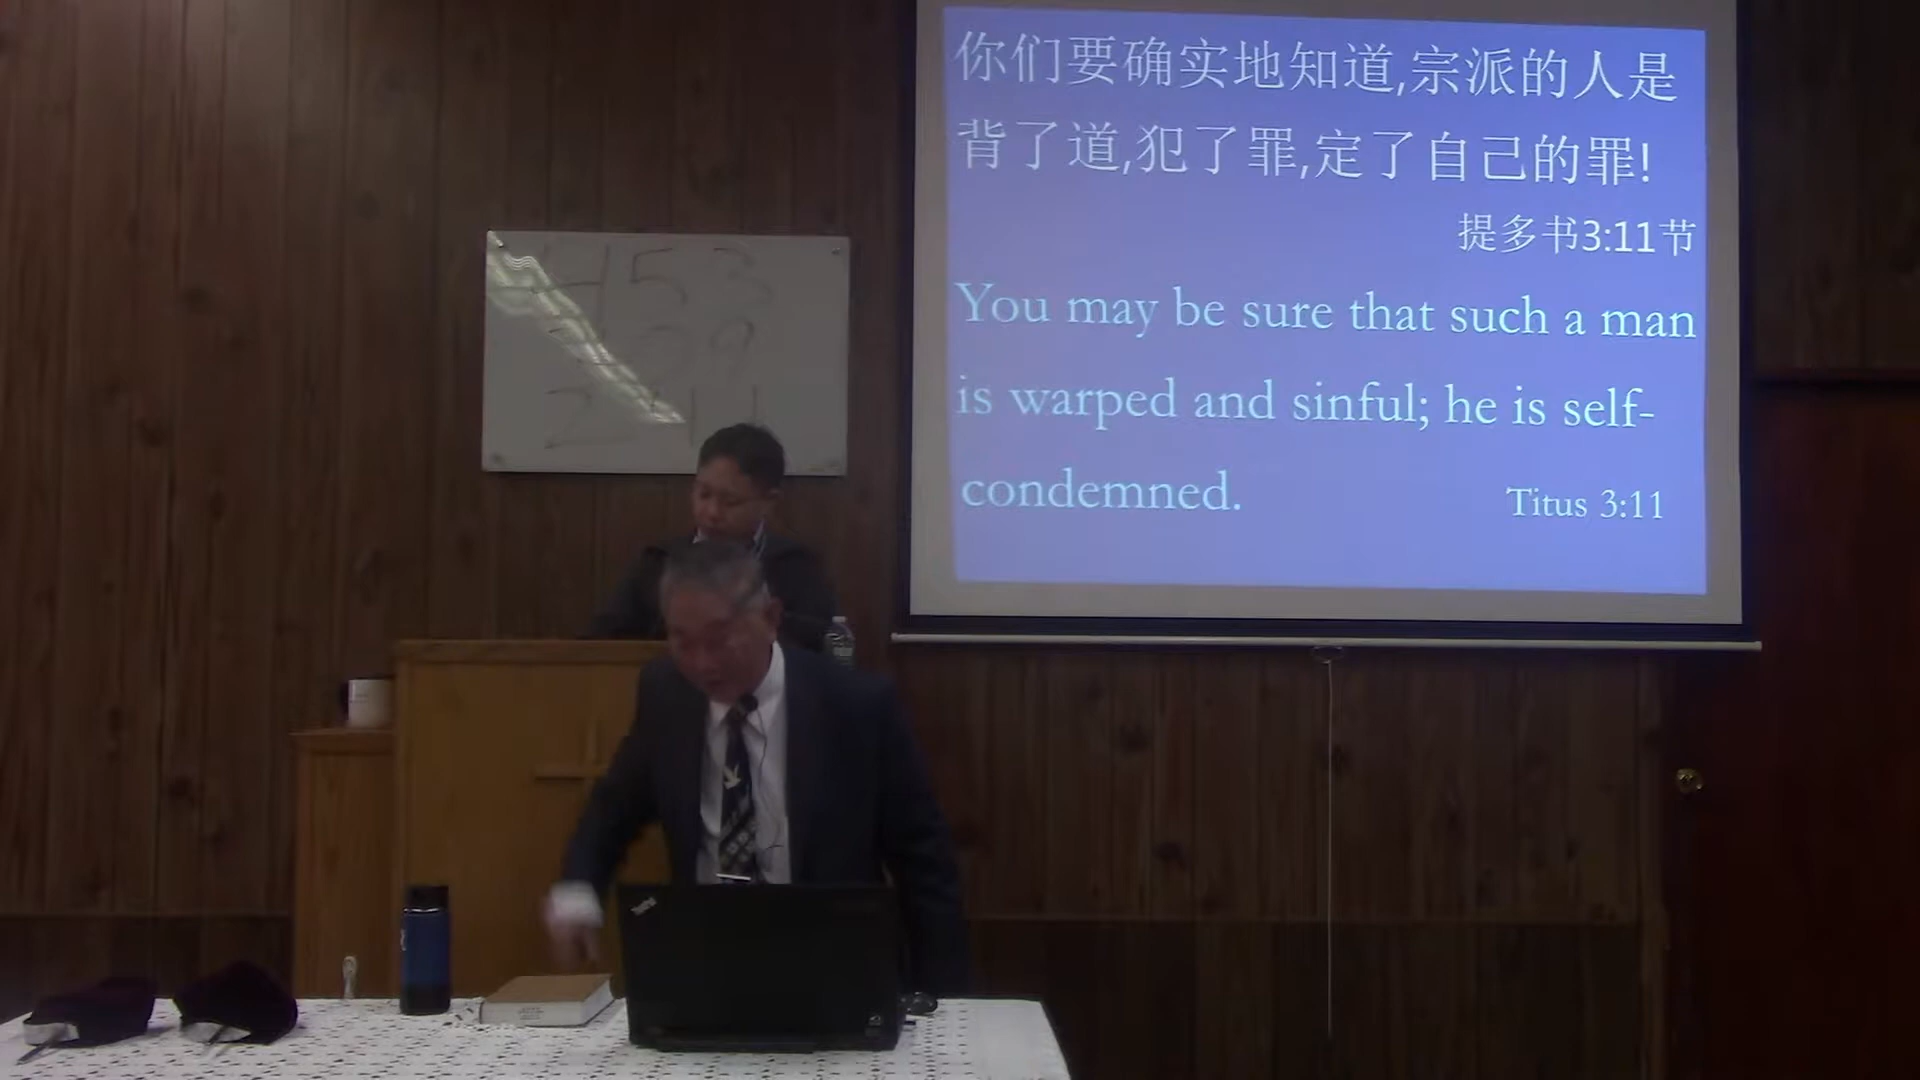 你们要确实地知道,宗派的人是
背了道,犯了罪,定了自己的罪!
提多书3:11节
You may be sure that such a man
is warped and sinful; he is self-
condemned.
Titus 3:11
453
ThinkPad